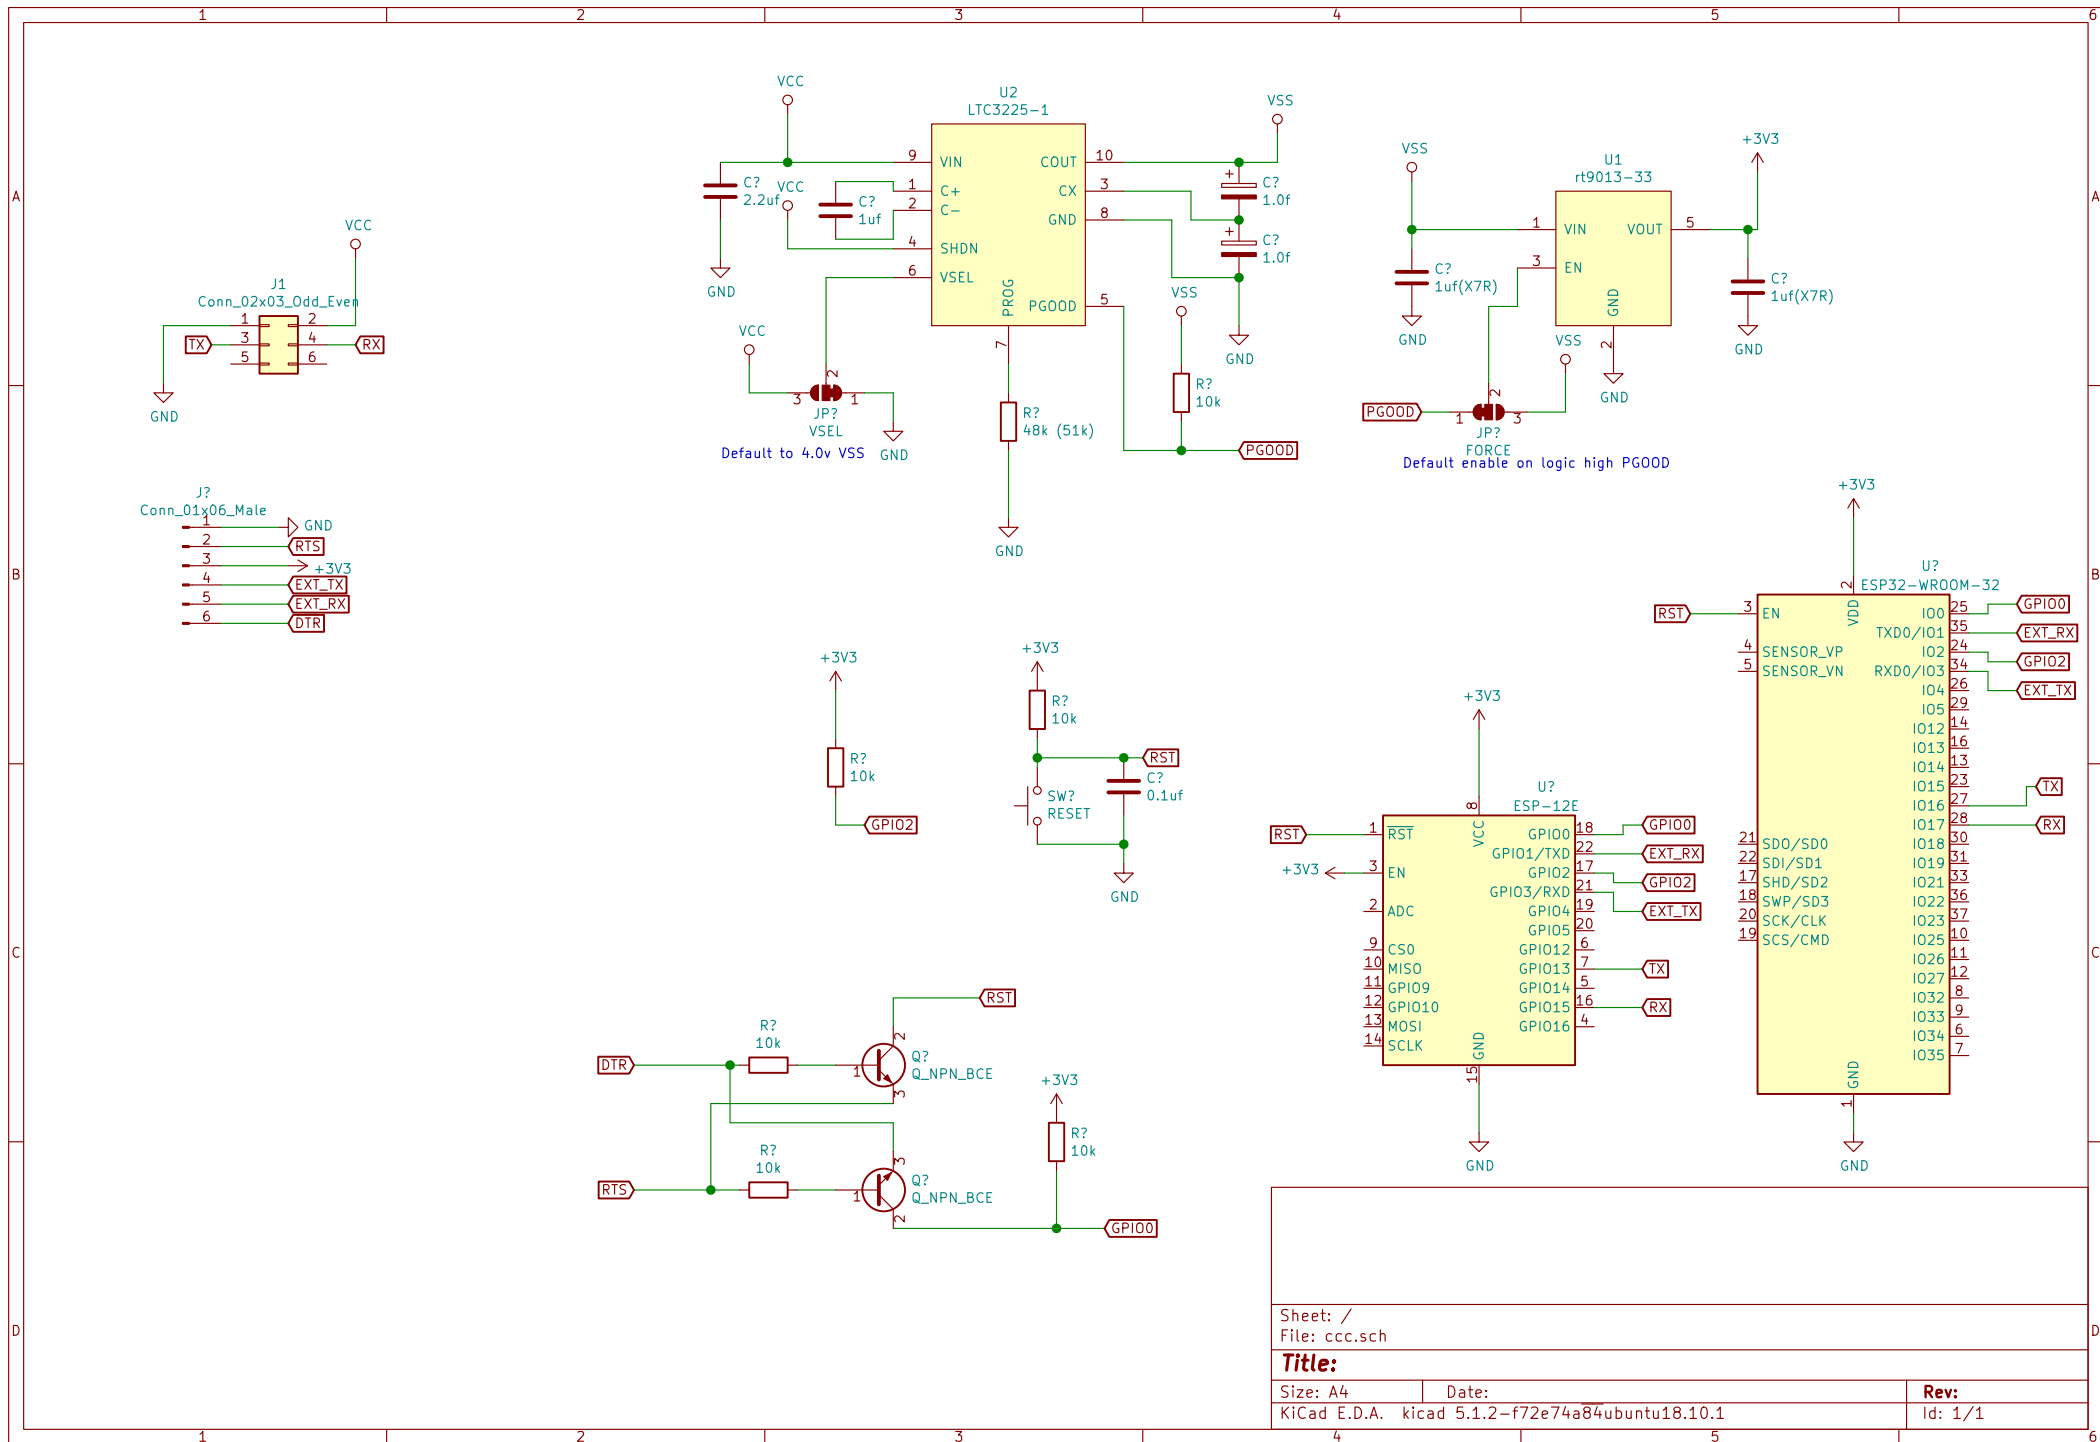 1 2 3 4 5 6
A
B
C
D
A
B
C
D
J1
Conn_02x03_Odd_Even
VCC
1 2
3 4
5 6
TX
RX
GND
J?
Conn_01x06_Male
1 GND
2 RTS
3 +3V3
4 EXT_TX
5 EXT_RX
6 DTR
VCC
C?
2.2uf
GND
VCC
C?
1uf
U2
LTC3225-1
9 VIN
1 C+
2 C-
4 SHDN
6 VSEL
PROG
7
COUT 10
CX 3
GND 8
PGOOD 5
VSS
C?
1.0f
C?
1.0f
GND
VCC
3 2 1
JP?
VSEL
Default to 4.0v VSS
GND
R?
48k (51k)
GND
VSS
R?
10k
PGOOD
VSS
C?
1uf(X7R)
GND
U1
rt9013-33
1 VIN
3 EN
VOUT 5
GND
2
GND
+3V3
C?
1uf(X7R)
GND
VSS
PGOOD
1 2 3
JP?
FORCE
Default enable on logic high PGOOD
+3V3
R?
10k
GPIO2
+3V3
R?
10k
RST
SW?
RESET
C?
0.1uf
GND
DTR
R?
10k
1 2 3
Q?
Q_NPN_BCE
RST
RTS
R?
10k
1 3 2
Q?
Q_NPN_BCE
+3V3
R?
10k
GPIO0
+3V3
U?
ESP-12E
8
VCC
RST
1 RST
+3V3
3 EN
2 ADC
9 CS0
10 MISO
11 GPIO9
12 GPIO10
13 MOSI
14 SCLK
GPIO0 18 GPIO0
GPIO1/TXD 22 EXT_RX
GPIO2 17 GPIO2
GPIO3/RXD 21 EXT_TX
GPIO4 19
GPIO5 20
GPIO12 6
GPIO13 7 TX
GPIO14 5
GPIO15 16 RX
GPIO16 4
GND
15
GND
+3V3
U?
ESP32-WROOM-32
2
VDD
RST
3 EN
4 SENSOR_VP
5 SENSOR_VN
21 SDO/SD0
22 SDI/SD1
17 SHD/SD2
18 SWP/SD3
20 SCK/CLK
19 SCS/CMD
IO0 25 GPIO0
TXD0/IO1 35 EXT_RX
IO2 24 GPIO2
RXD0/IO3 34 EXT_TX
IO4 26
IO5 29
IO12 14
IO13 16
IO14 13
IO15 23
IO16 27 TX
IO17 28 RX
IO18 30
IO19 31
IO21 33
IO22 36
IO23 37
IO25 10
IO26 11
IO27 12
IO32 8
IO33 9
IO34 6
IO35 7
GND
1
GND
Sheet: /
File: ccc.sch
Title:
Size: A4 Date: Rev:
KiCad E.D.A. kicad 5.1.2-f72e74a84ubuntu18.10.1 Id: 1/1
1 2 3 4 5 6